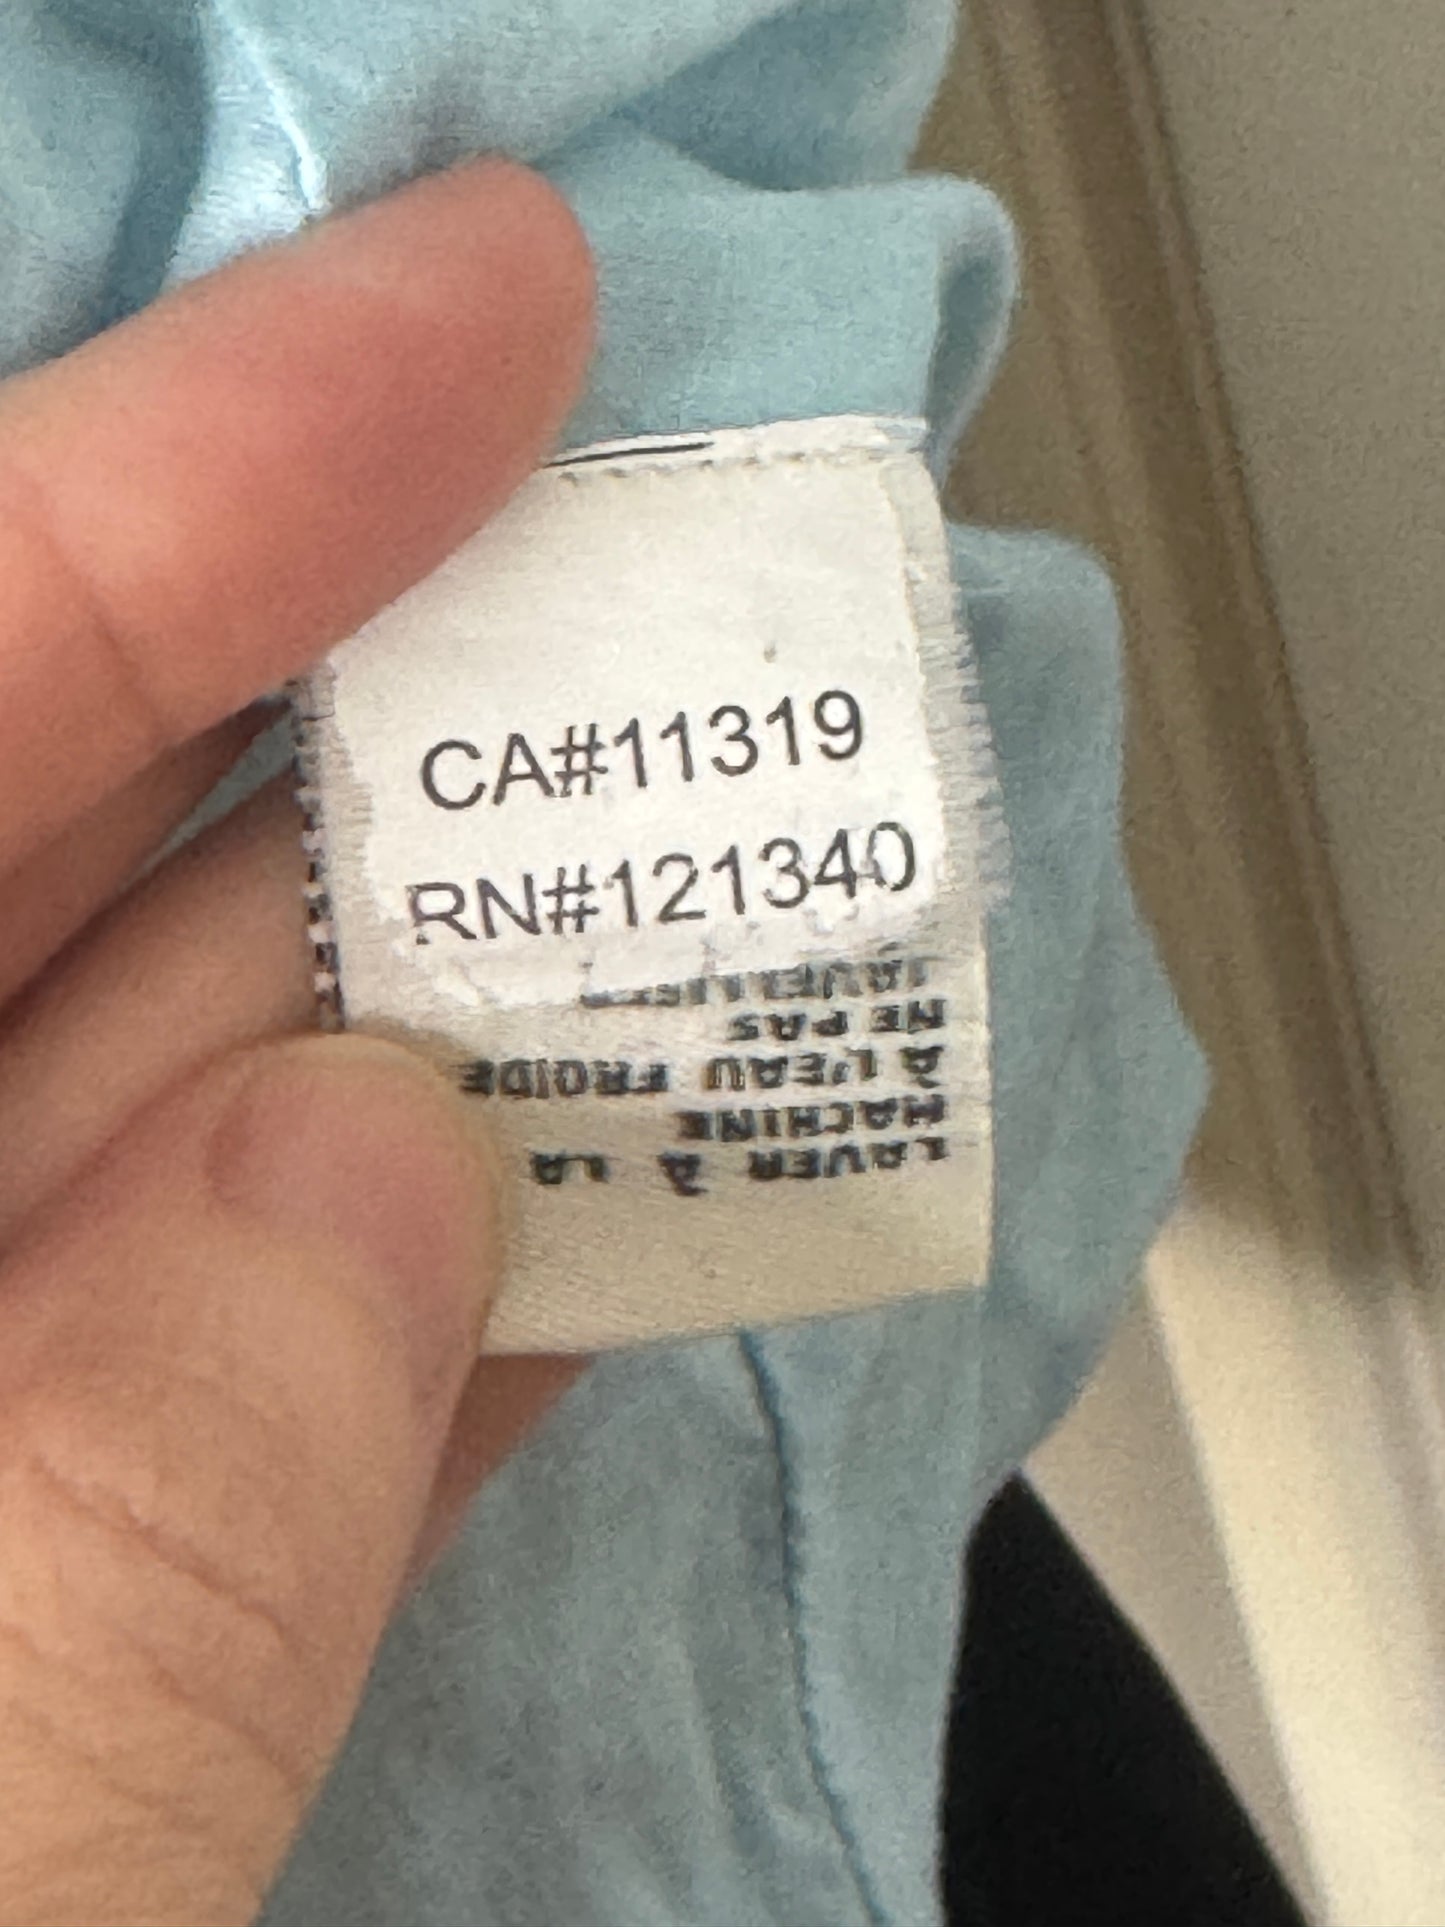 CA#11319
RN#121340
LAVER À LA
MACHINE
À L'EAU FROIDE
NE PAS
JAVELLISER